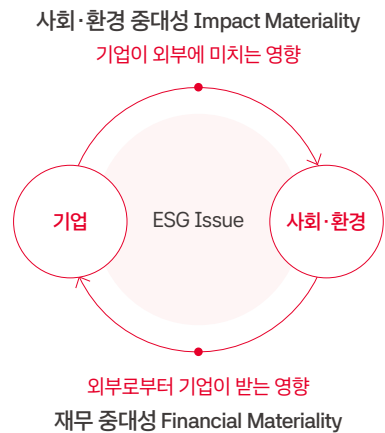 사회·환경 중대성 Impact Materiality
기업이 외부에 미치는 영향
기업
ESG Issue
사회·환경
외부로부터 기업이 받는 영향
재무 중대성 Financial Materiality